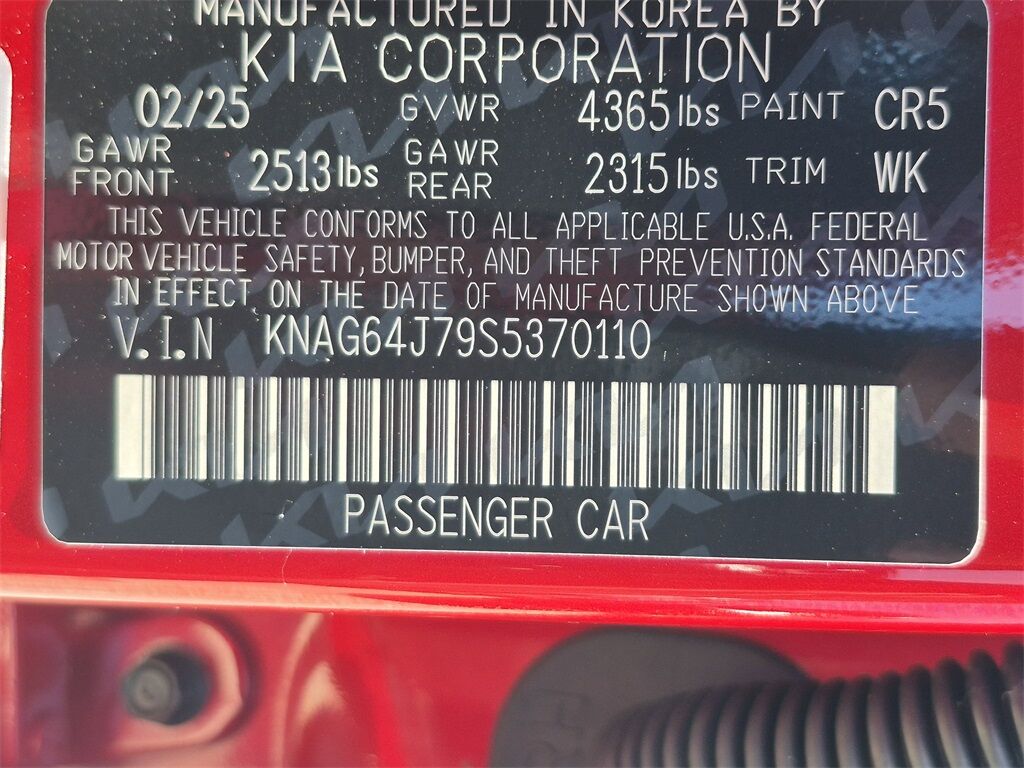 MANUFACTURED IN KOREA BY
KIA CORPORATION
02/25 GVWR 4365 lbs PAINT CR5
GAWR FRONT 2513 lbs GAWR REAR 2315 lbs TRIM WK
THIS VEHICLE CONFORMS TO ALL APPLICABLE U.S.A. FEDERAL
MOTOR VEHICLE SAFETY, BUMPER, AND THEFT PREVENTION STANDARDS
IN EFFECT ON THE DATE OF MANUFACTURE SHOWN ABOVE
V.I.N KNAG64J79S5370110
PASSENGER CAR